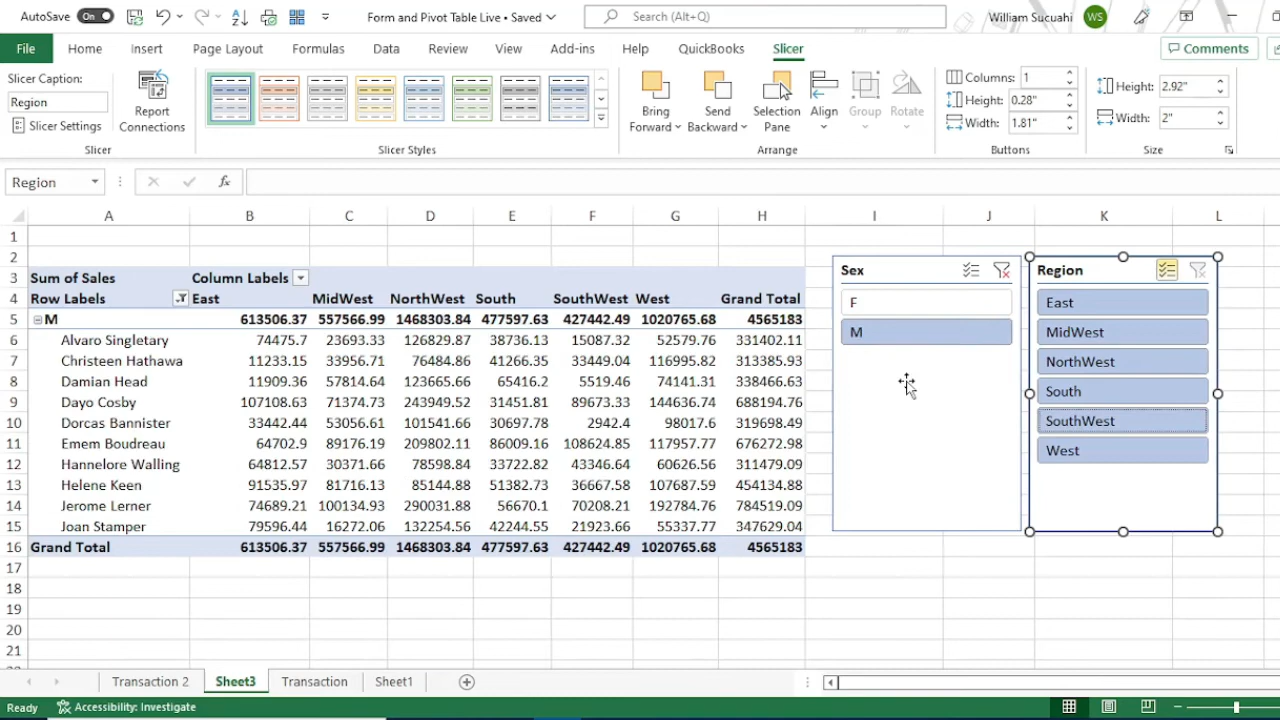 AutoSave On Form and Pivot Table Live • Saved Search (Alt+Q) William Sucuahi WS
File Home Insert Page Layout Formulas Data Review View Add-ins Help QuickBooks Slicer Comments
Slicer Caption:
Region
Slicer Settings
Report Connections
Slicer
Slicer Styles
Bring Forward
Send Backward
Selection Pane
Align
Group
Rotate
Arrange
Columns: 1
Height: 0.28"
Width: 1.81"
Buttons
Height: 2.92"
Width: 2"
Size
Region fx
A B C D E F G H I J K L
1
2
3 Sum of Sales Column Labels
4 Row Labels East MidWest NorthWest South SouthWest West Grand Total
5 M 613506.37 557566.99 1468303.84 477597.63 427442.49 1020765.68 4565183
6 Alvaro Singletary 74475.7 23693.33 126829.87 38736.13 15087.32 52579.76 331402.11
7 Christeen Hathawa 11233.15 33956.71 76484.86 41266.35 33449.04 116995.82 313385.93
8 Damian Head 11909.36 57814.64 123665.66 65416.2 5519.46 74141.31 338466.63
9 Dayo Cosby 107108.63 71374.73 243949.52 31451.81 89673.33 144636.74 688194.76
10 Dorcas Bannister 33442.44 53056.61 101541.66 30697.78 2942.4 98017.6 319698.49
11 Emem Boudreau 64702.9 89176.19 209802.11 86009.16 108624.85 117957.77 676272.98
12 Hannelore Walling 64812.57 30371.66 78598.84 33722.82 43346.64 60626.56 311479.09
13 Helene Keen 91535.97 81716.13 85144.88 51382.73 36667.58 107687.59 454134.88
14 Jerome Lerner 74689.21 100134.93 290031.88 56670.1 70208.21 192784.76 784519.09
15 Joan Stamper 79596.44 16272.06 132254.56 42244.55 21923.66 55337.77 347629.04
16 Grand Total 613506.37 557566.99 1468303.84 477597.63 427442.49 1020765.68 4565183
17
18
19
20
21
Sex
F
M
Region
East
MidWest
NorthWest
South
SouthWest
West
Transaction 2 Sheet3 Transaction Sheet1
Ready Accessibility: Investigate